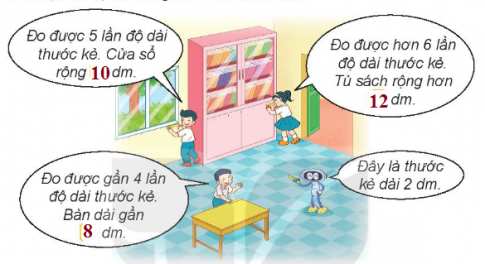 Đo được 5 lần độ dài
thước kẻ. Cửa sổ
rộng 10 dm.
Đo được hơn 6 lần
độ dài thước kẻ.
Tủ sách rộng hơn
12 dm.
Đo được gần 4 lần
độ dài thước kẻ.
Bàn dài gần
8 dm.
Đây là thước
kẻ dài 2 dm.